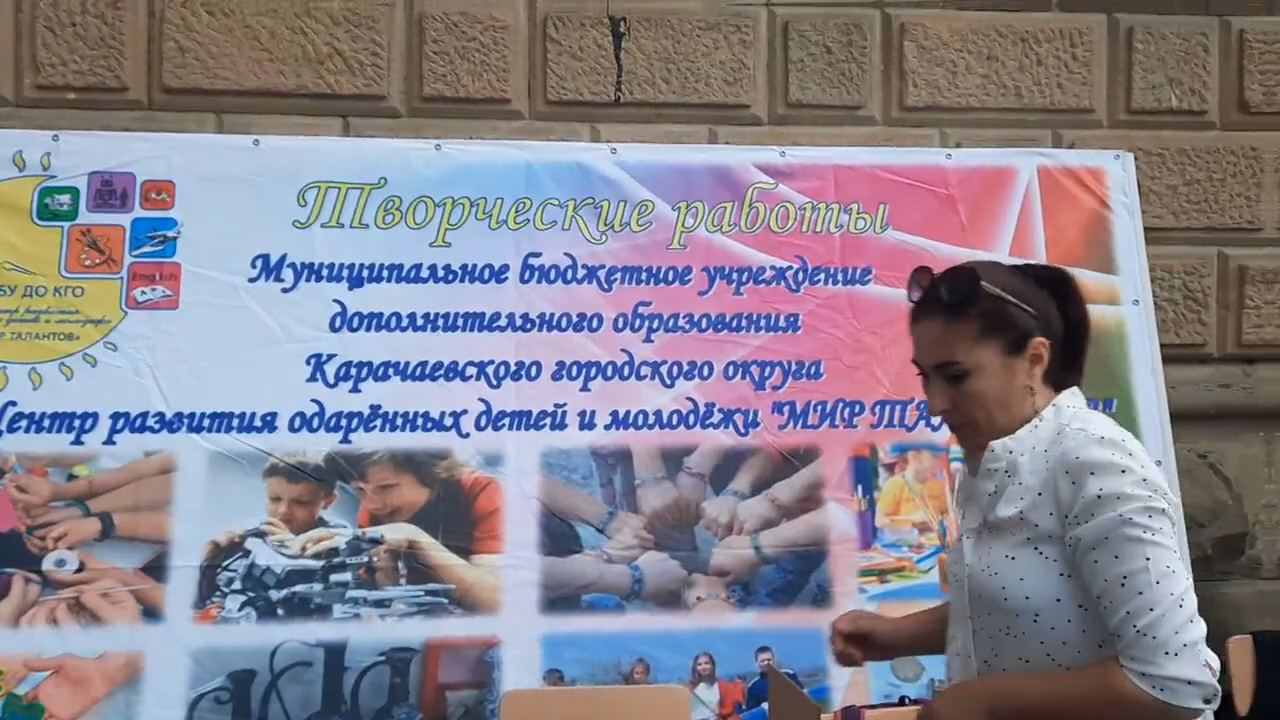 Творческие работы
Муниципальное бюджетное учреждение
дополнительного образования
Карачаевского городского округа
Центр развития одарённых детей и молодёжи "МИР ТА
English
БУ ДО КГО
Р ТАЛАНТОВ»